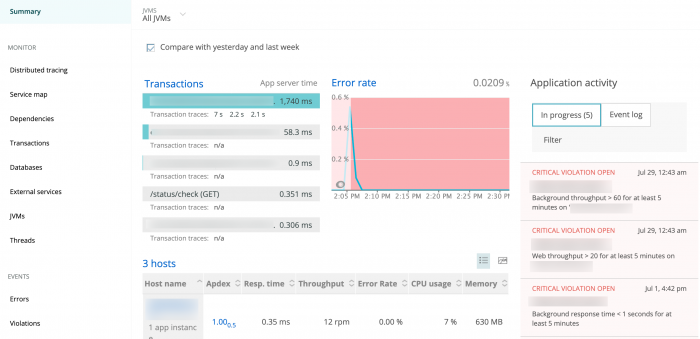 Summary
MONITOR
Distributed tracing
Service map
Dependencies
Transactions
Databases
External services
JVMs
Threads
EVENTS
Errors
Violations
JVMS
All JVMs
Compare with yesterday and last week
Transactions App server time
1,740 ms
Transaction traces: 7 s 2.2 s 2.1 s
58.3 ms
Transaction traces: n/a
0.9 ms
Transaction traces: n/a
/status/check (GET) 0.351 ms
Transaction traces: n/a
0.306 ms
Transaction traces: n/a
Error rate 0.0209 %
0.6 %
0.4 %
0.2 %
2:05 PM 2:10 PM 2:15 PM 2:20 PM 2:25 PM 2:30 PM
3 hosts
Host name Apdex Resp. time Throughput Error Rate CPU usage Memory
1 app instanc 1.00 0.5 0.35 ms 12 rpm 0.00 % 7 % 630 MB
Application activity
In progress (5) Event log
Filter
CRITICAL VIOLATION OPEN Jul 29, 12:43 am
Background throughput > 60 for at least 5
minutes on '
CRITICAL VIOLATION OPEN Jul 29, 12:43 am
Web throughput > 20 for at least 5 minutes on
CRITICAL VIOLATION OPEN Jul 1, 4:42 pm
Background response time < 1 seconds for at
least 5 minutes